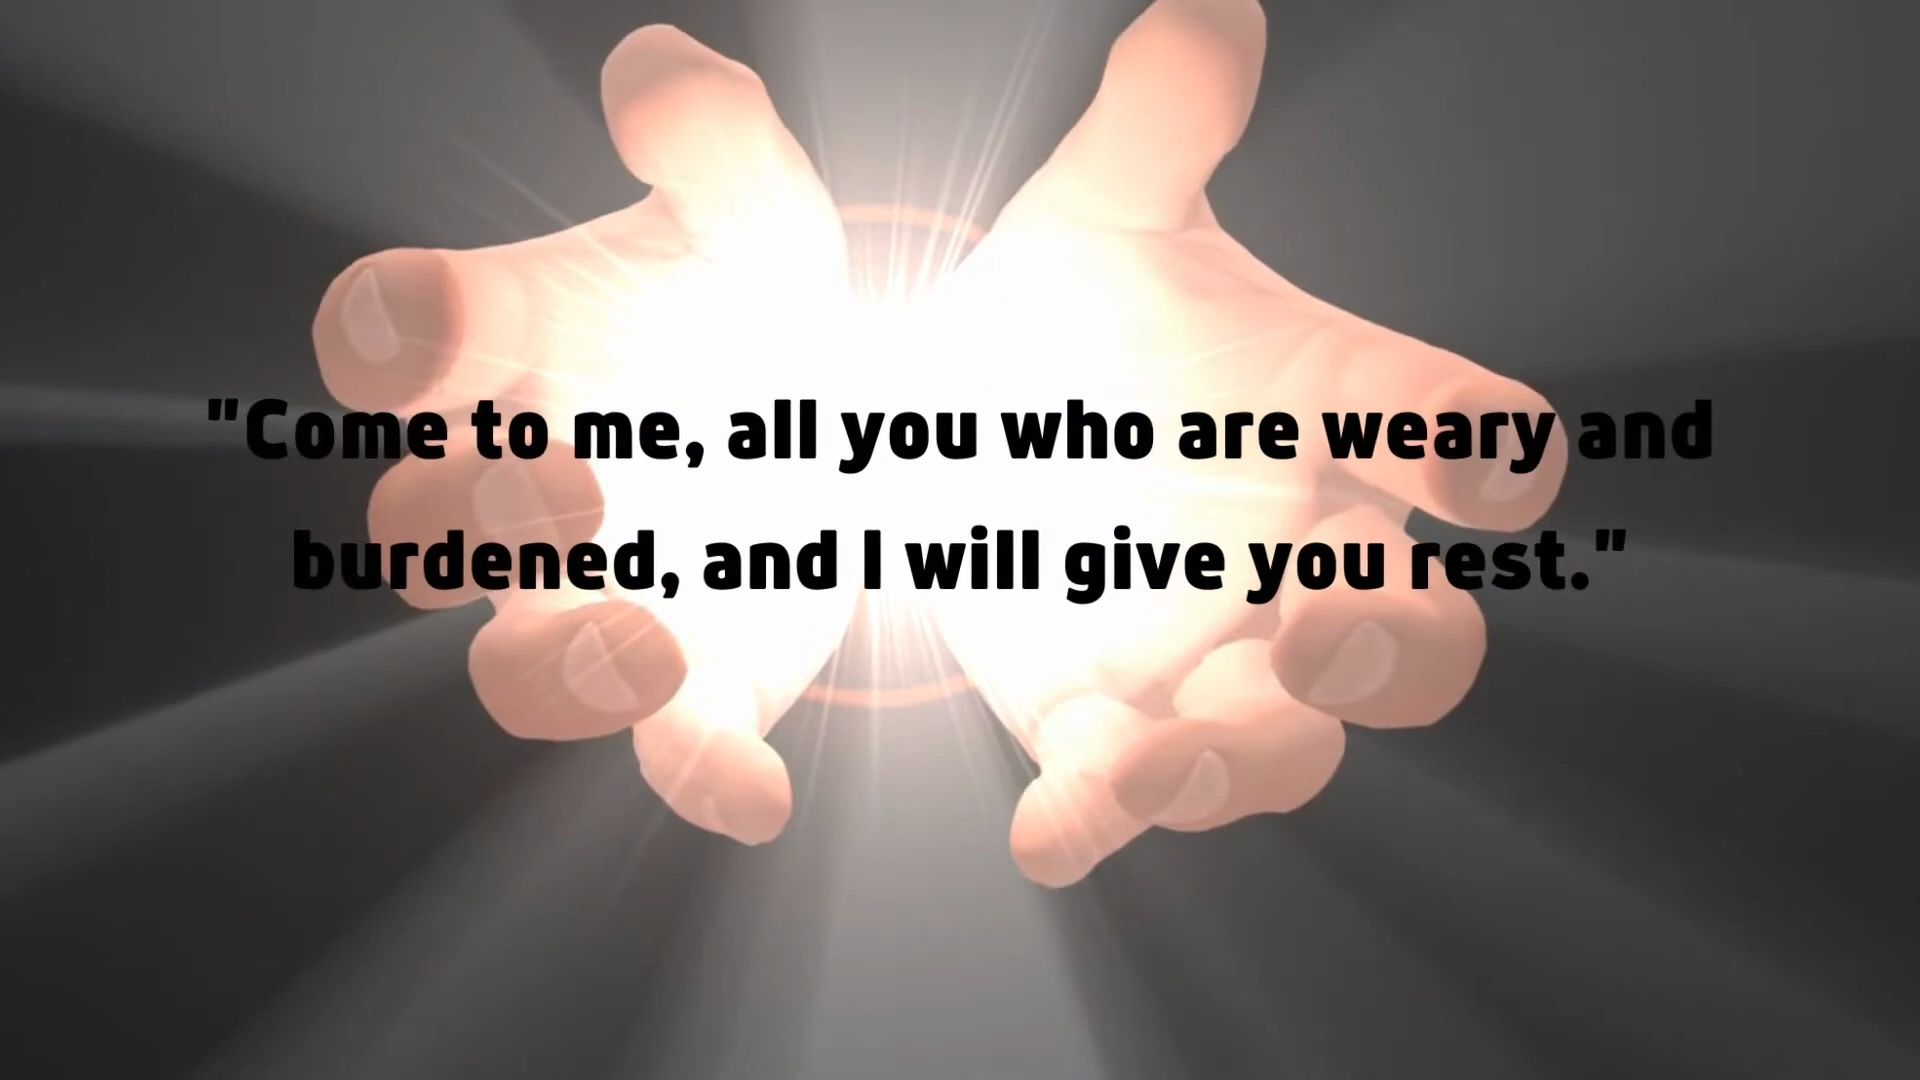 "Come to me, all you who are weary and
burdened, and I will give you rest."